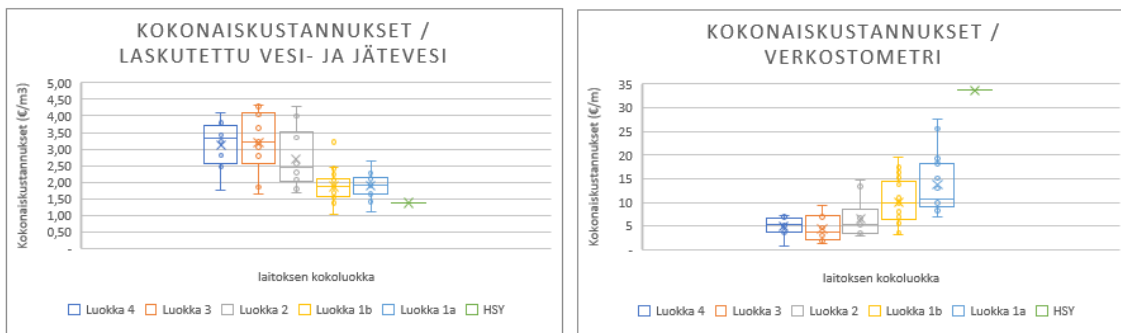 KOKONAISKUSTANNUKSET /
LASKUTETTU VESI- JA JÄTEVESI
Kokonaiskustannukset (€/m3)
5,00
4,50
4,00
3,50
3,00
2,50
2,00
1,50
1,00
0,50
-
laitoksen kokoluokka
Luokka 4 Luokka 3 Luokka 2 Luokka 1b Luokka 1a HSY
KOKONAISKUSTANNUKSET /
VERKOSTOMETRI
Kokonaiskustannukset (€/m)
35
30
25
20
15
10
5
-
laitoksen kokoluokka
Luokka 4 Luokka 3 Luokka 2 Luokka 1b Luokka 1a HSY